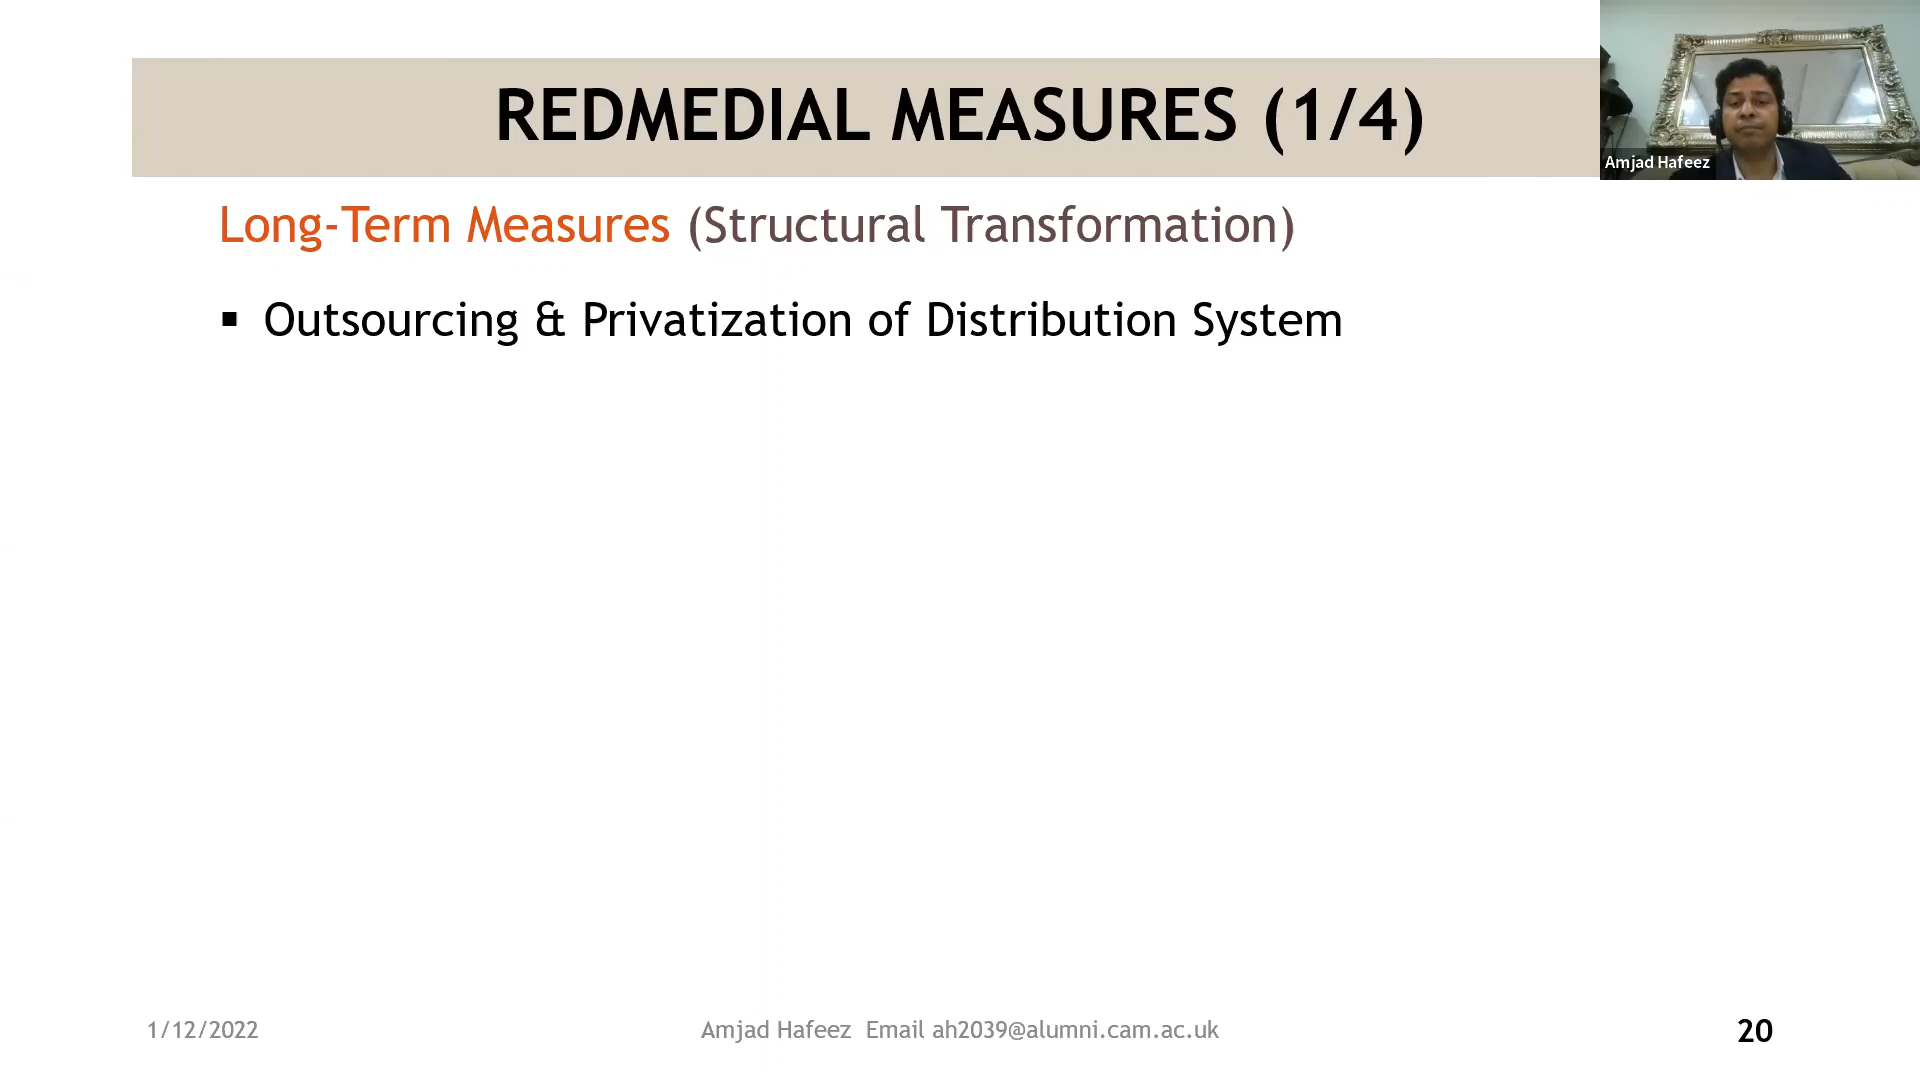 REDMEDIAL MEASURES (1/4)
Amjad Hafeez
Long-Term Measures (Structural Transformation)
▪ Outsourcing & Privatization of Distribution System
1/12/2022
Amjad Hafeez Email ah2039@alumni.cam.ac.uk
20